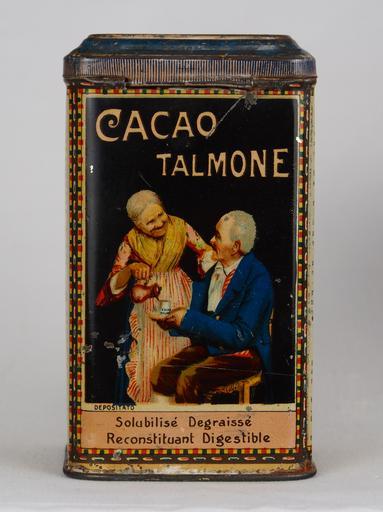 CACAO
TALMONE
DEPOSITATO
Solubilisé Degraissé
Reconstituant Digestible